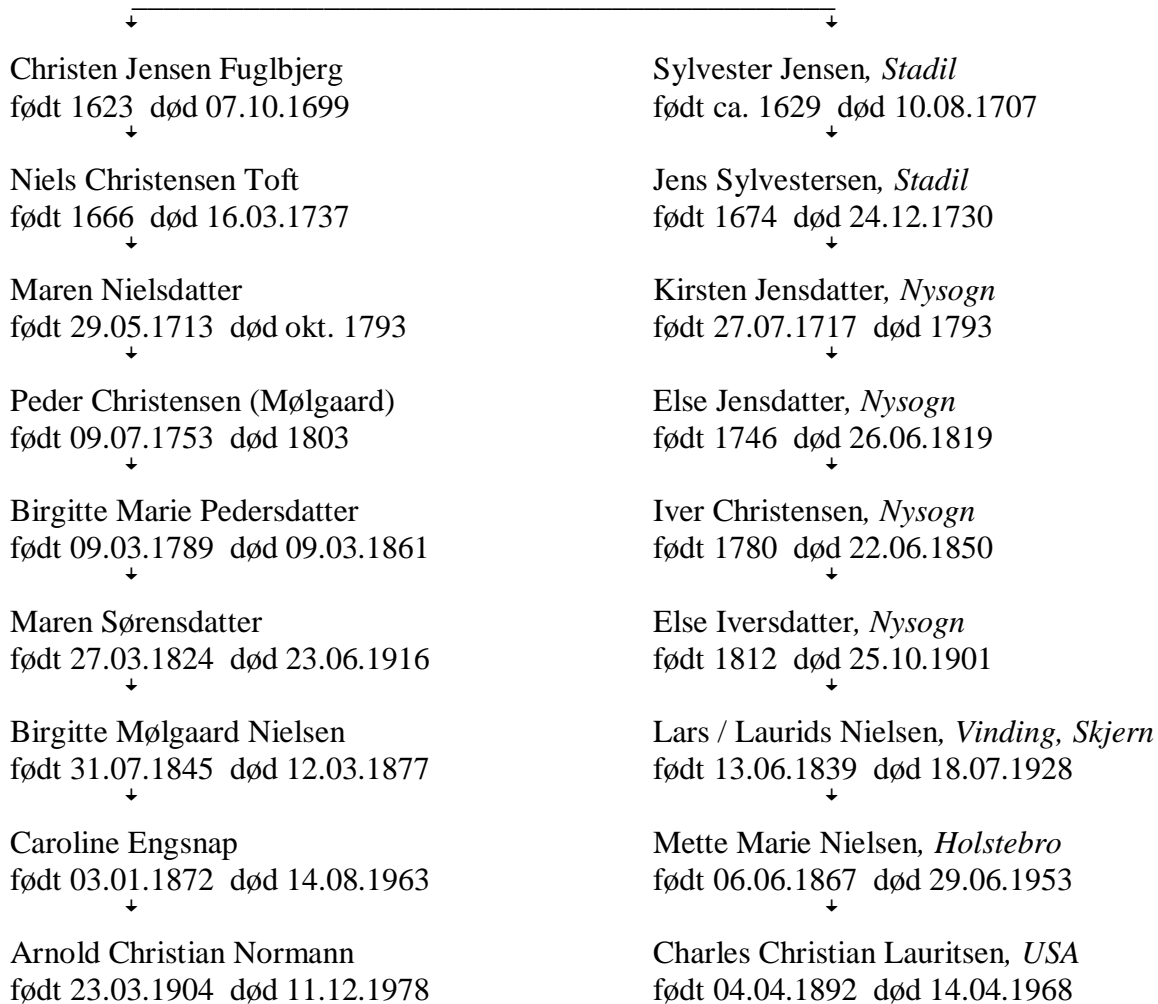 Christen Jensen Fuglbjerg
født 1623 død 07.10.1699
Niels Christensen Toft
født 1666 død 16.03.1737
Maren Nielsdatter
født 29.05.1713 død okt. 1793
Peder Christensen (Mølgaard)
født 09.07.1753 død 1803
Birgitte Marie Pedersdatter
født 09.03.1789 død 09.03.1861
Maren Sørensdatter
født 27.03.1824 død 23.06.1916
Birgitte Mølgaard Nielsen
født 31.07.1845 død 12.03.1877
Caroline Engsnap
født 03.01.1872 død 14.08.1963
Arnold Christian Normann
født 23.03.1904 død 11.12.1978
Sylvester Jensen, Stadil
født ca. 1629 død 10.08.1707
Jens Sylvestersen, Stadil
født 1674 død 24.12.1730
Kirsten Jensdatter, Nysogn
født 27.07.1717 død 1793
Else Jensdatter, Nysogn
født 1746 død 26.06.1819
Iver Christensen, Nysogn
født 1780 død 22.06.1850
Else Iversdatter, Nysogn
født 1812 død 25.10.1901
Lars / Laurids Nielsen, Vinding, Skjern
født 13.06.1839 død 18.07.1928
Mette Marie Nielsen, Holstebro
født 06.06.1867 død 29.06.1953
Charles Christian Lauritsen, USA
født 04.04.1892 død 14.04.1968